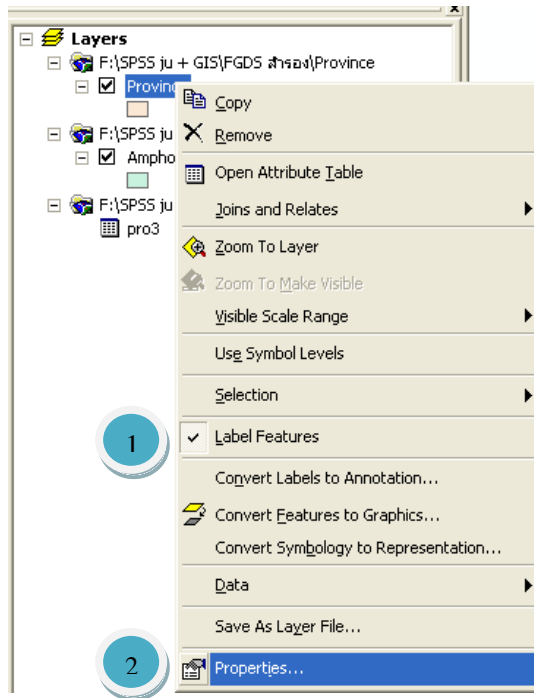 x
Layers
F:\SPSS ju + GIS\FGDS สำรอง\Province
Provinc
Copy
Remove
F:\SPSS ju
Ampho
Open Attribute Table
F:\SPSS ju
Joins and Relates
pro3
Zoom To Layer
Zoom To Make Visible
Visible Scale Range
Use Symbol Levels
Selection
1
Label Features
Convert Labels to Annotation...
Convert Features to Graphics...
Convert Symbology to Representation...
Data
Save As Layer File...
2
Properties...